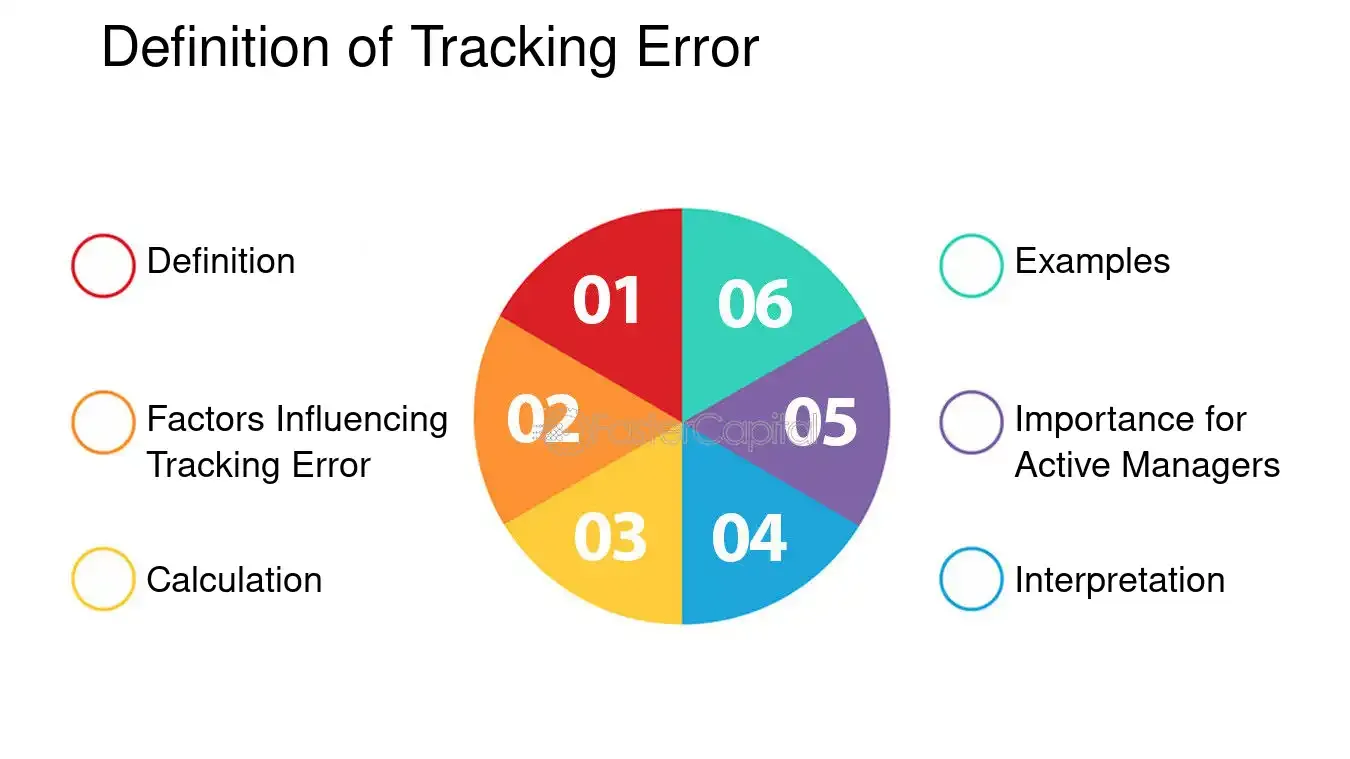 Definition of Tracking Error
Definition
Factors Influencing
Tracking Error
Calculation
01
02
03
04
05
06
FasterCapital
Examples
Importance for
Active Managers
Interpretation